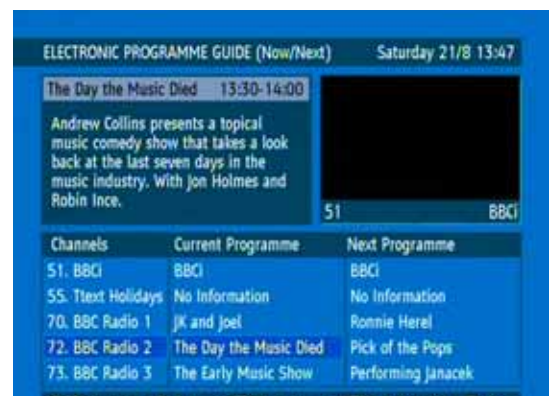 ELECTRONIC PROGRAMME GUIDE (Now/Next) Saturday 21/8 13:47
The Day the Music Died 13:30-14:00
Andrew Collins presents a topical
music comedy show that takes a look
back at the last seven days in the
music industry. With Jon Holmes and
Robin Ince.
51 BBCi
Channels Current Programme Next Programme
51. BBCi BBCi BBCi
55. Ttext Holidays No Information No Information
70. BBC Radio 1 JK and Joel Ronnie Herel
72. BBC Radio 2 The Day the Music Died Pick of the Pops
73. BBC Radio 3 The Early Music Show Performing Janacek